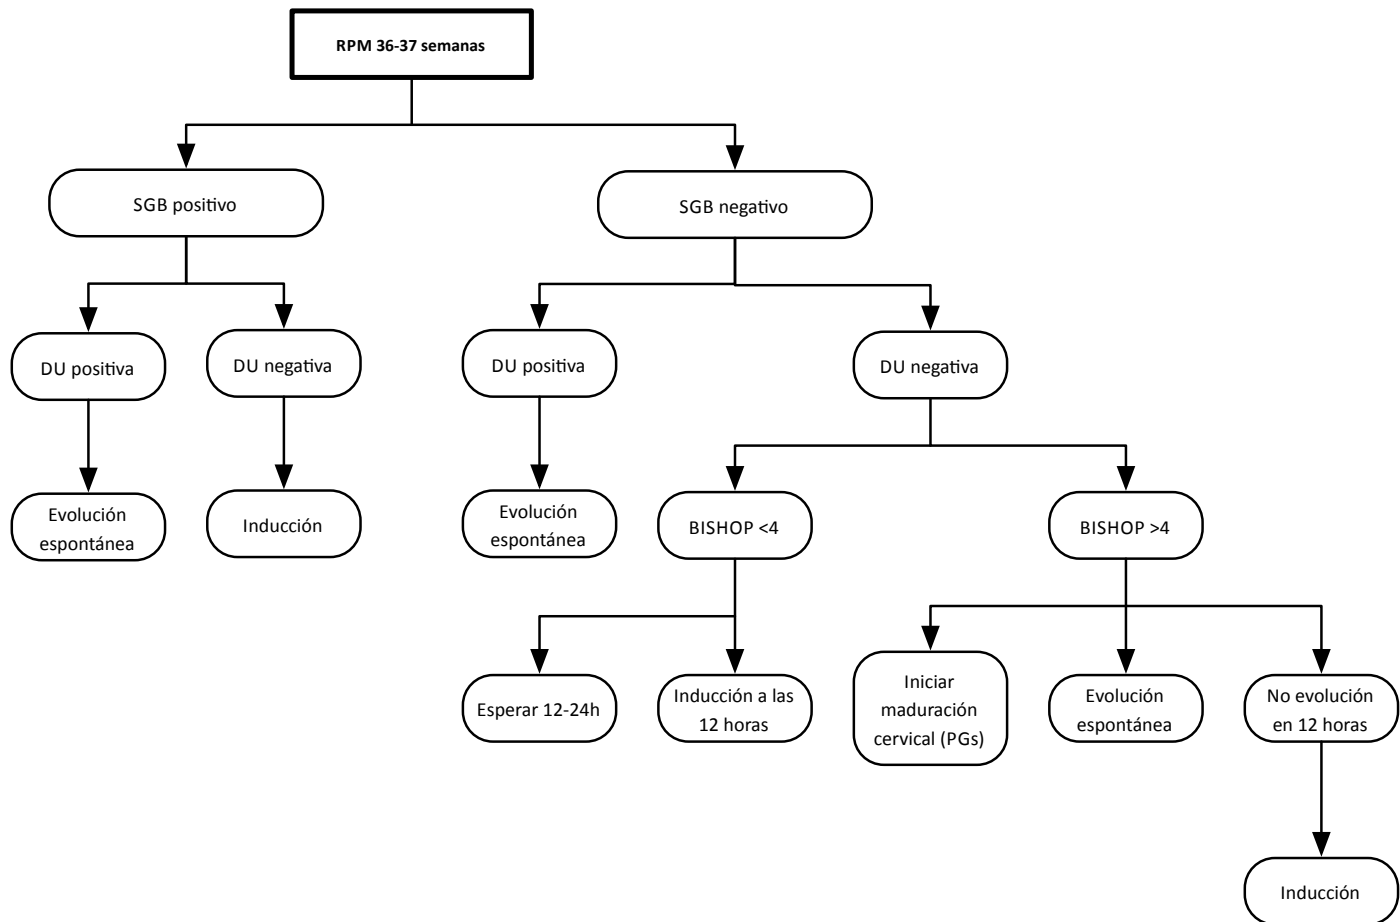 RPM 36-37 semanas
SGB positivo
SGB negativo
DU positiva
DU negativa
DU positiva
DU negativa
Evolución
espontánea
Inducción
Evolución
espontánea
BISHOP <4
BISHOP >4
Esperar 12-24h
Inducción a las
12 horas
Iniciar
maduración
cervical (PGs)
Evolución
espontánea
No evolución
en 12 horas
Inducción